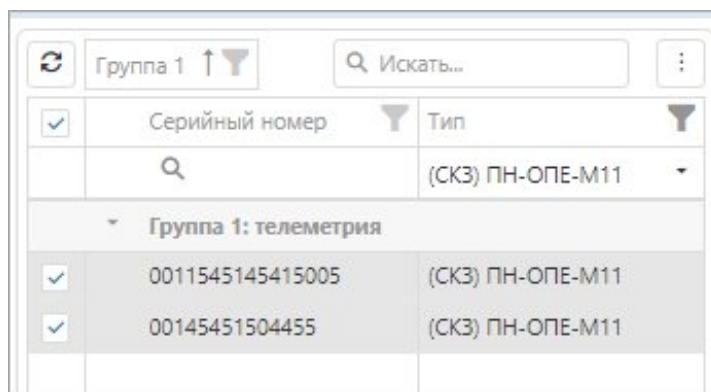 Группа 1 Искать...
Серийный номер Тип
(СКЗ) ПН-ОПЕ-М11
Группа 1: телеметрия
0011545145415005 (СКЗ) ПН-ОПЕ-М11
00145451504455 (СКЗ) ПН-ОПЕ-М11